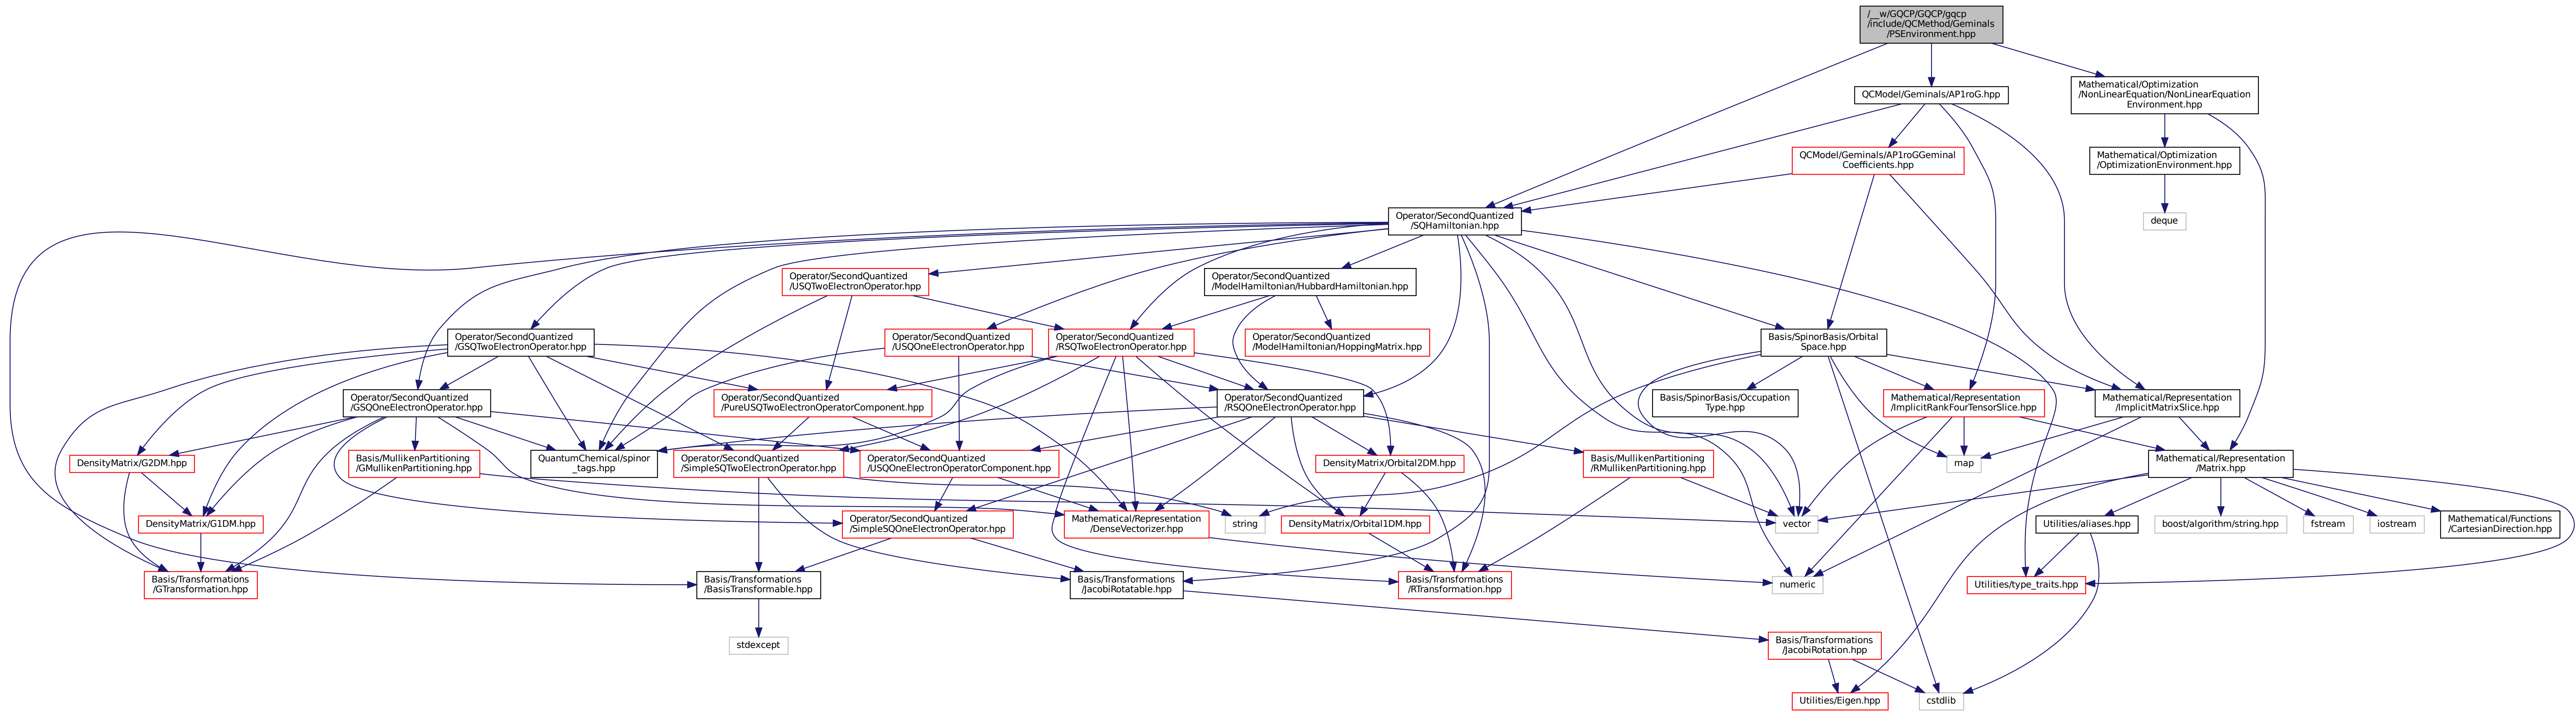 /__w/GQCP/GQCP/gqcp
/include/QCMethod/Geminals
/PSEnvironment.hpp
Mathematical/Optimization
/NonLinearEquation/NonLinearEquation
Environment.hpp
QCModel/Geminals/AP1roG.hpp
QCModel/Geminals/AP1roGGeminal
Coefficients.hpp
Mathematical/Optimization
/OptimizationEnvironment.hpp
Operator/SecondQuantized
/SQHamiltonian.hpp
deque
Operator/SecondQuantized
/USQTwoElectronOperator.hpp
Operator/SecondQuantized
/ModelHamiltonian/HubbardHamiltonian.hpp
Operator/SecondQuantized
/GSQTwoElectronOperator.hpp
Operator/SecondQuantized
/USQOneElectronOperator.hpp
Operator/SecondQuantized
/RSQTwoElectronOperator.hpp
Operator/SecondQuantized
/ModelHamiltonian/HoppingMatrix.hpp
Basis/SpinorBasis/Orbital
Space.hpp
Operator/SecondQuantized
/GSQOneElectronOperator.hpp
Operator/SecondQuantized
/PureUSQTwoElectronOperatorComponent.hpp
Operator/SecondQuantized
/RSQOneElectronOperator.hpp
Basis/SpinorBasis/Occupation
Type.hpp
Mathematical/Representation
/ImplicitRankFourTensorSlice.hpp
Mathematical/Representation
/ImplicitMatrixSlice.hpp
DensityMatrix/G2DM.hpp
Basis/MullikenPartitioning
/GMullikenPartitioning.hpp
QuantumChemical/spinor
_tags.hpp
Operator/SecondQuantized
/SimpleSQTwoElectronOperator.hpp
Operator/SecondQuantized
/USQOneElectronOperatorComponent.hpp
DensityMatrix/Orbital2DM.hpp
Basis/MullikenPartitioning
/RMullikenPartitioning.hpp
map
Mathematical/Representation
/Matrix.hpp
DensityMatrix/G1DM.hpp
Operator/SecondQuantized
/SimpleSQOneElectronOperator.hpp
Mathematical/Representation
/DenseVectorizer.hpp
string
DensityMatrix/Orbital1DM.hpp
vector
Utilities/aliases.hpp
boost/algorithm/string.hpp
fstream
iostream
Mathematical/Functions
/CartesianDirection.hpp
Basis/Transformations
/GTransformation.hpp
Basis/Transformations
/BasisTransformable.hpp
Basis/Transformations
/JacobiRotatable.hpp
Basis/Transformations
/RTransformation.hpp
numeric
Utilities/type_traits.hpp
stdexcept
Basis/Transformations
/JacobiRotation.hpp
Utilities/Eigen.hpp
cstdlib